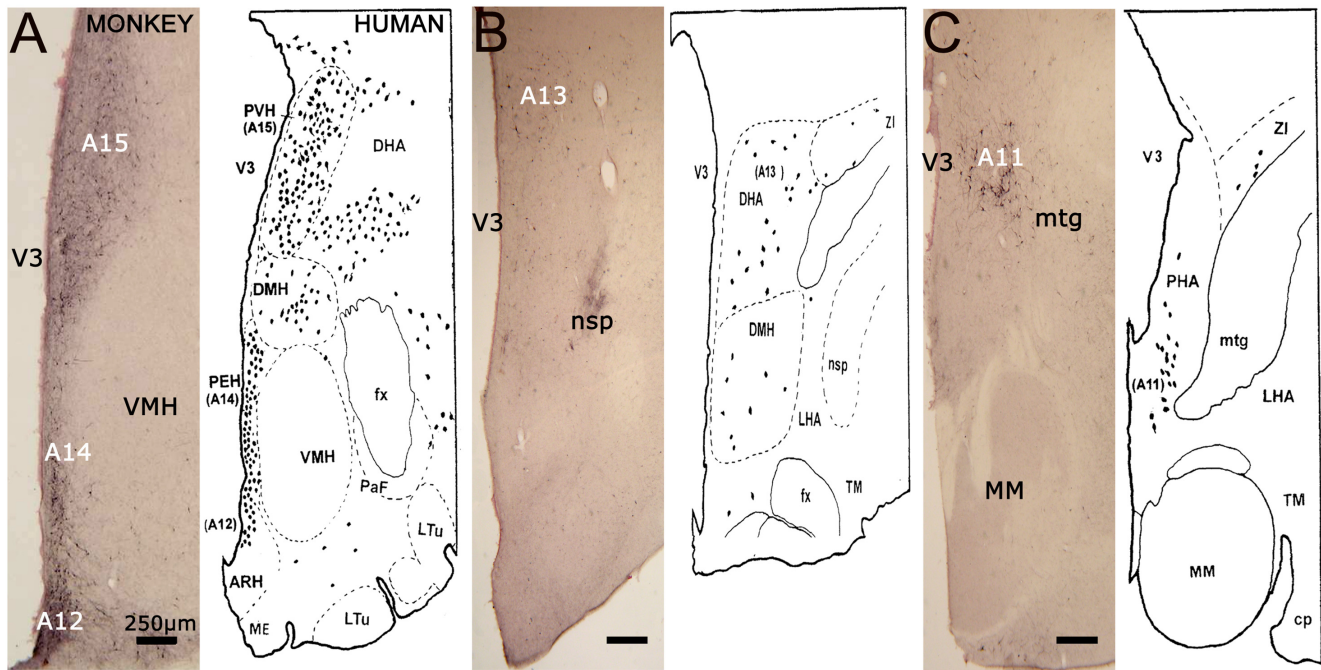 A
MONKEY
A15
V3
VMH
A14
A12
250µm
HUMAN
PVH
(A15)
DHA
V3
DMH
PEH
(A14)
fx
VMH
PaF
(A12)
LTu
ARH
ME
LTu
B
A13
V3
nsp
ZI
V3
(A13 )
DHA
DMH
nsp
LHA
fx
TM
C
V3
A11
mtg
MM
V3
ZI
PHA
mtg
(A11)
LHA
TM
MM
cp